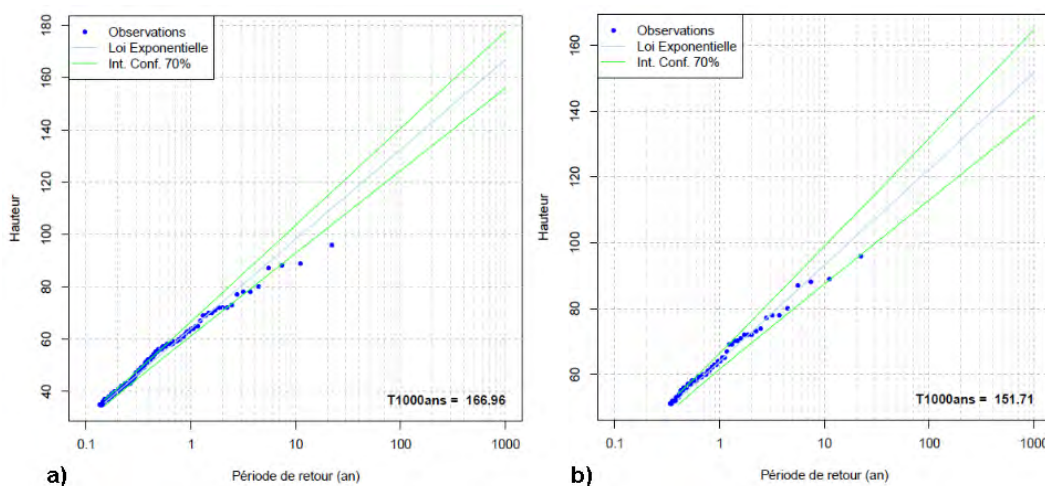 Observations
Loi Exponentielle
Int. Conf. 70%
180
160
140
120
100
80
60
40
Hauteur
0.1 1 10 100 1000
T1000ans = 166.96
Période de retour (an)
a)
Observations
Loi Exponentielle
Int. Conf. 70%
160
140
120
100
80
60
Hauteur
0.1 1 10 100 1000
T1000ans = 151.71
Période de retour (an)
b)